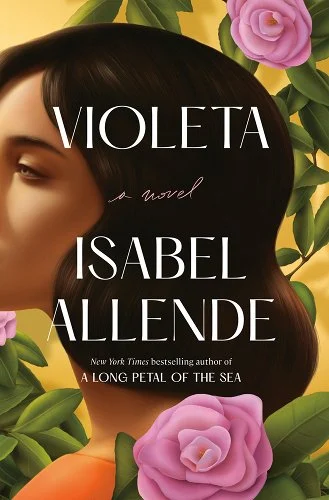 VIOLETA
a novel
ISABEL
ALLENDE
New York Times bestselling author of
A LONG PETAL OF THE SEA